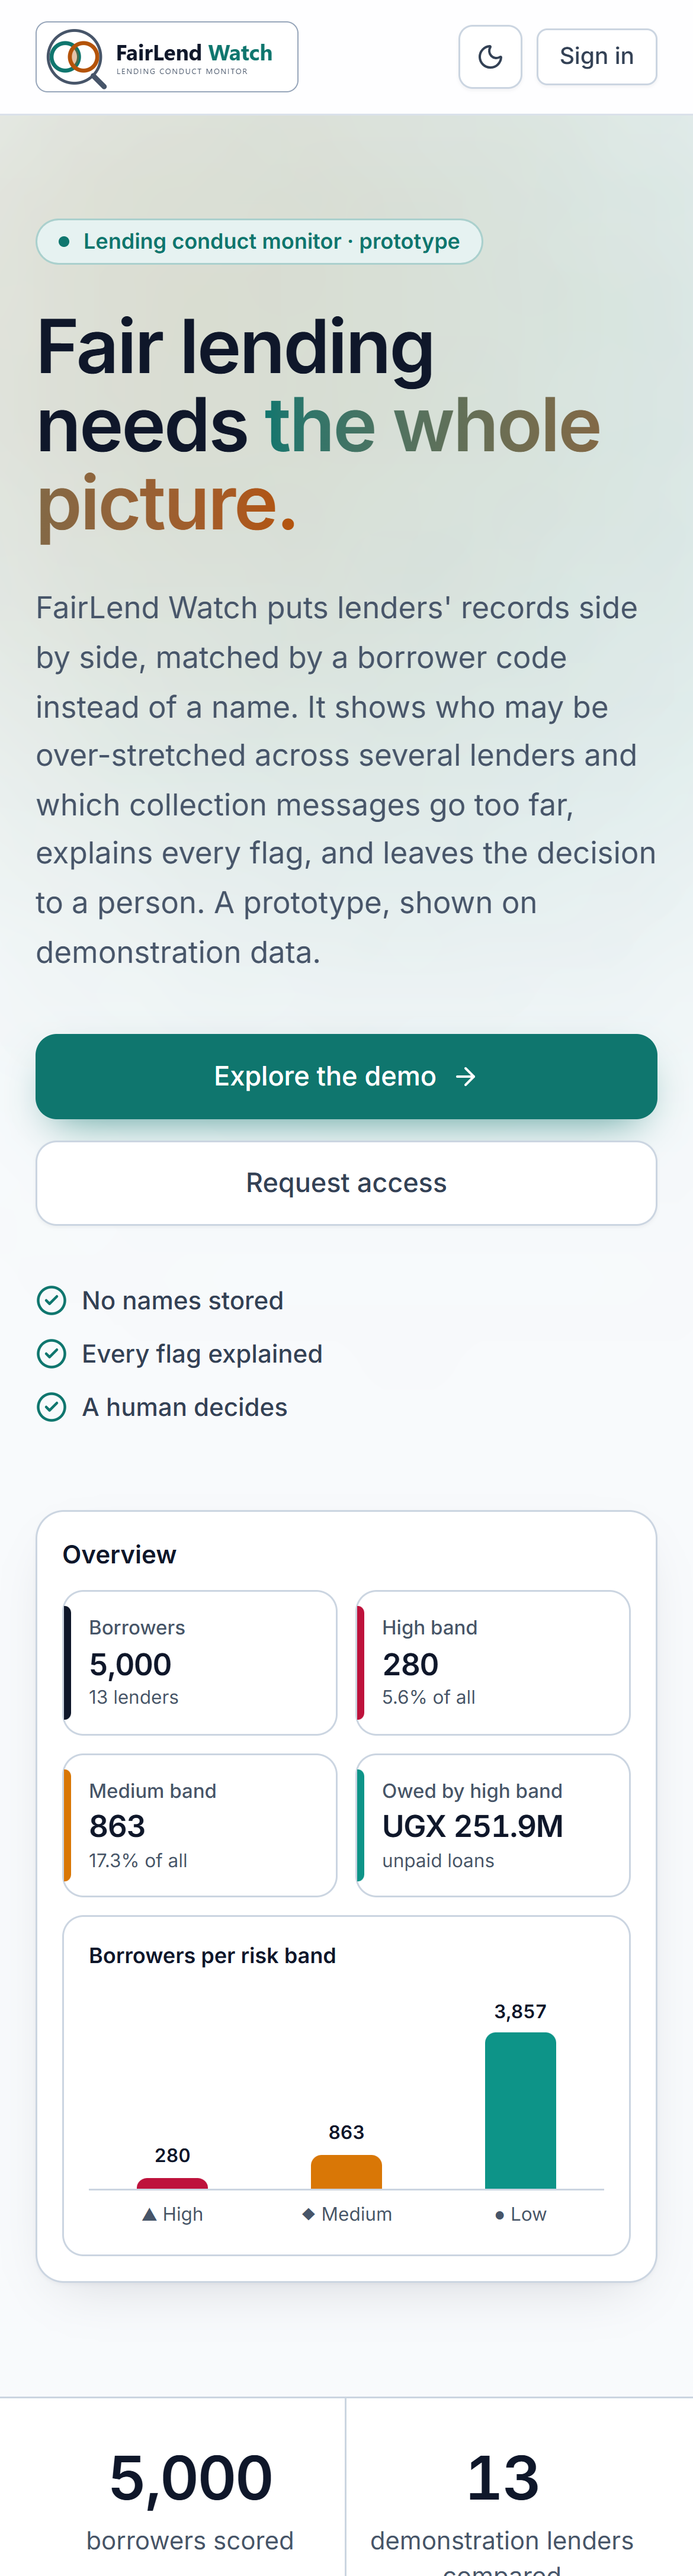 FairLend Watch
LENDING CONDUCT MONITOR
Sign in
Lending conduct monitor · prototype
Fair lending
needs the whole
picture.
FairLend Watch puts lenders' records side
by side, matched by a borrower code
instead of a name. It shows who may be
over-stretched across several lenders and
which collection messages go too far,
explains every flag, and leaves the decision
to a person. A prototype, shown on
demonstration data.
Explore the demo →
Request access
No names stored
Every flag explained
A human decides
Overview
Borrowers
5,000
13 lenders
High band
280
5.6% of all
Medium band
863
17.3% of all
Owed by high band
UGX 251.9M
unpaid loans
Borrowers per risk band
280
863
3,857
▲ High
◆ Medium
● Low
5,000
borrowers scored
13
demonstration lenders
compared